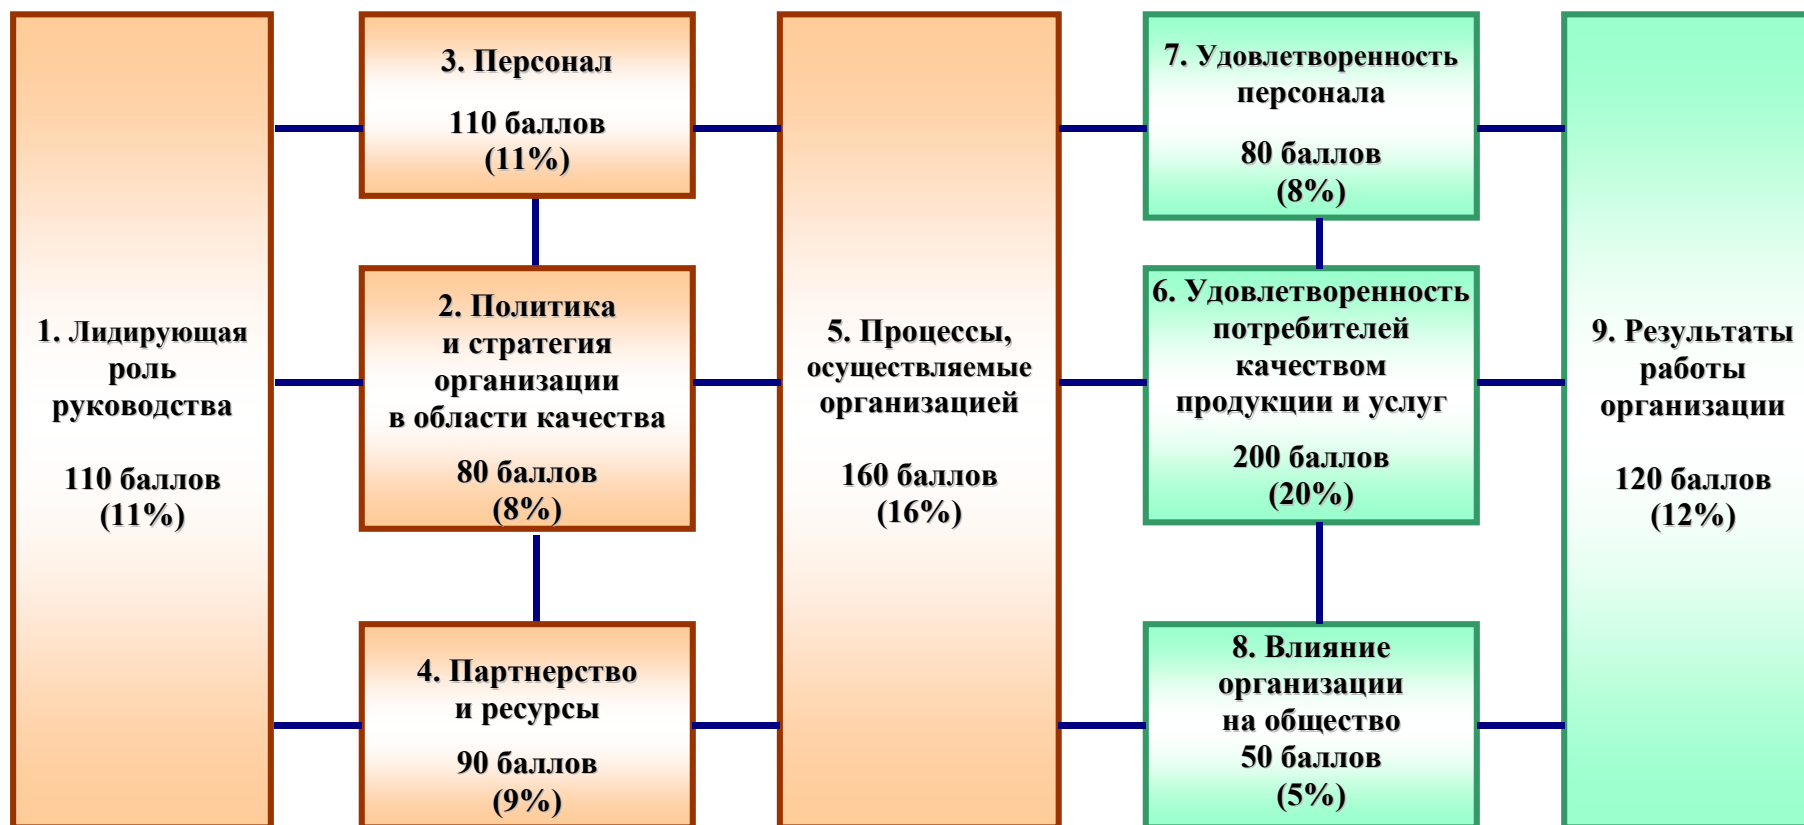 1. Лидирующая
роль
руководства
110 баллов
(11%)
3. Персонал
110 баллов
(11%)
2. Политика
и стратегия
организации
в области качества
80 баллов
(8%)
4. Партнерство
и ресурсы
90 баллов
(9%)
5. Процессы,
осуществляемые
организацией
160 баллов
(16%)
7. Удовлетворенность
персонала
80 баллов
(8%)
6. Удовлетворенность
потребителей
качеством
продукции и услуг
200 баллов
(20%)
8. Влияние
организации
на общество
50 баллов
(5%)
9. Результаты
работы
организации
120 баллов
(12%)